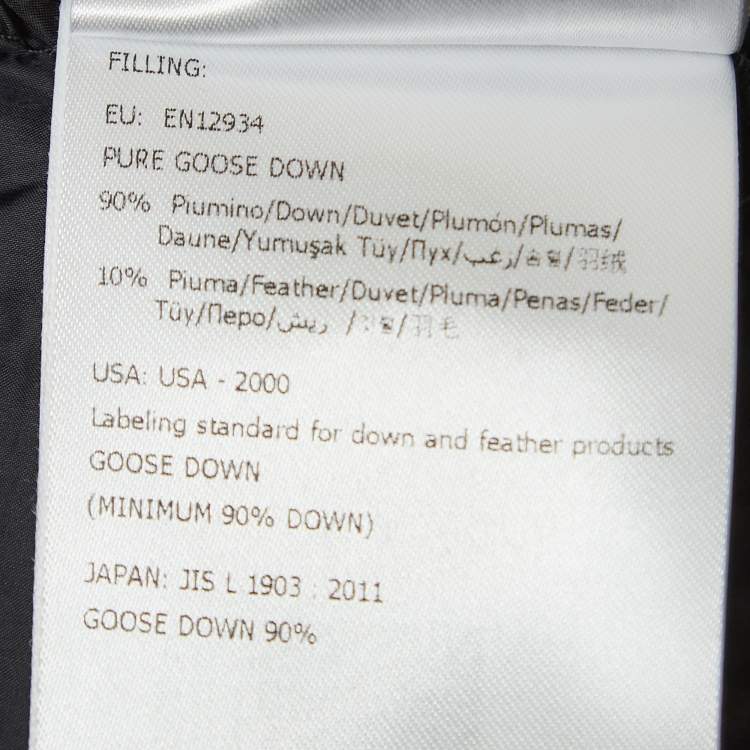 FILLING:
EU: EN12934
PURE GOOSE DOWN
90% Piumino/Down/Duvet/Plumón/Plumas/
Daune/Yumuşak Tüy/Пух/زغب/솜털/羽绒
10% Piuma/Feather/Duvet/Pluma/Penas/Feder/
Tüy/Перо/ريش/깃털/羽毛
USA: USA - 2000
Labeling standard for down and feather products
GOOSE DOWN
(MINIMUM 90% DOWN)
JAPAN: JIS L 1903 : 2011
GOOSE DOWN 90%